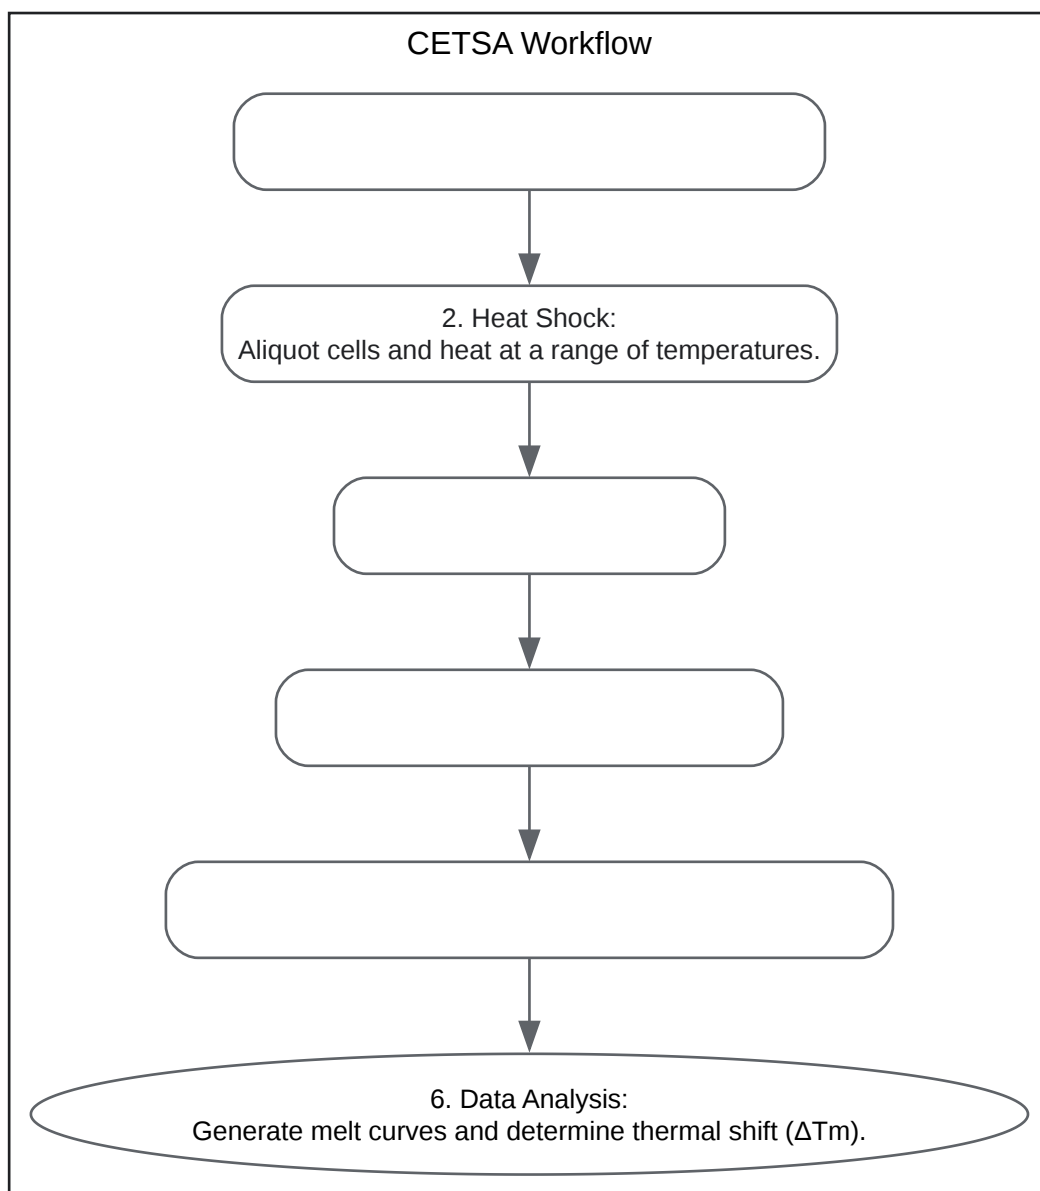 CETSA Workflow
2. Heat Shock:
Aliquot cells and heat at a range of temperatures.
6. Data Analysis:
Generate melt curves and determine thermal shift (ΔTm).